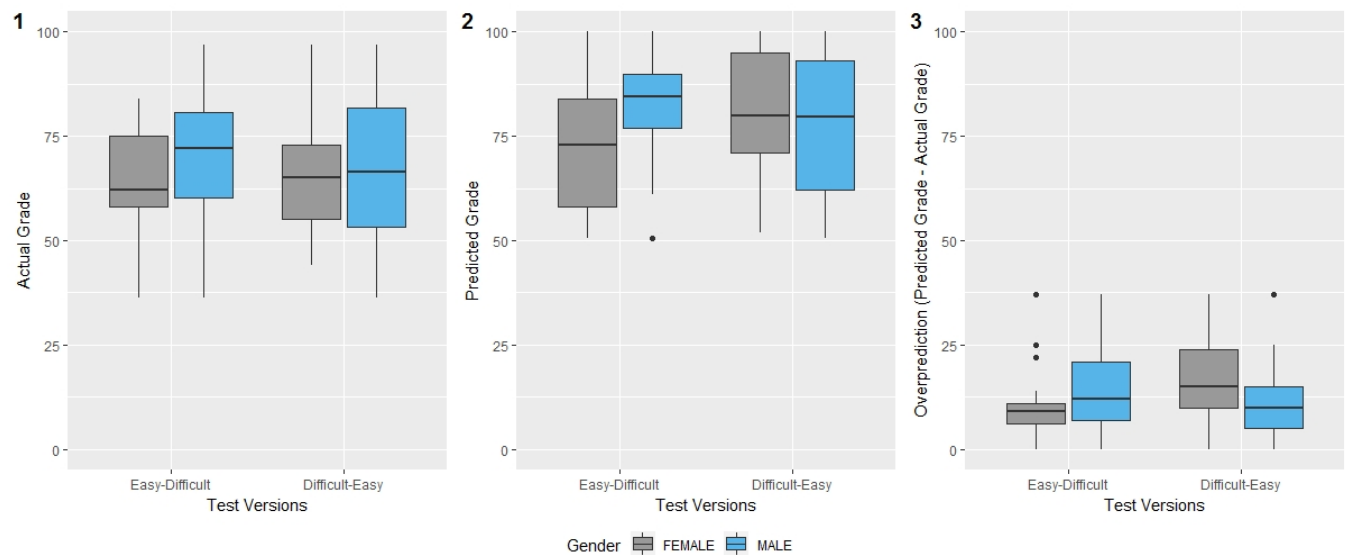 1
Actual Grade
100
75
50
25
0
Easy-Difficult
Difficult-Easy
Test Versions
2
Predicted Grade
100
75
50
25
0
Easy-Difficult
Difficult-Easy
Test Versions
3
Overprediction (Predicted Grade - Actual Grade)
100
75
50
25
0
Easy-Difficult
Difficult-Easy
Test Versions
Gender FEMALE MALE